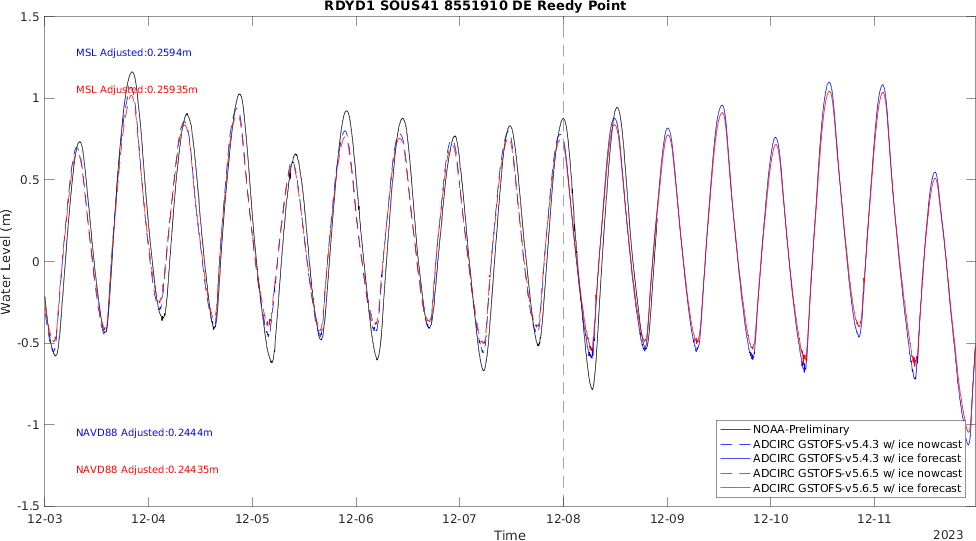 RDYD1 SOUS41 8551910 DE Reedy Point
1.5
1
0.5
0
-0.5
-1
-1.5
Water Level (m)
MSL Adjusted:0.2594m
MSL Adjusted:0.25935m
NAVD88 Adjusted:0.2444m
NAVD88 Adjusted:0.24435m
NOAA-Preliminary
ADCIRC GSTOFS-v5.4.3 w/ ice nowcast
ADCIRC GSTOFS-v5.4.3 w/ ice forecast
ADCIRC GSTOFS-v5.6.5 w/ ice nowcast
ADCIRC GSTOFS-v5.6.5 w/ ice forecast
12-03 12-04 12-05 12-06 12-07 12-08 12-09 12-10 12-11
Time
2023